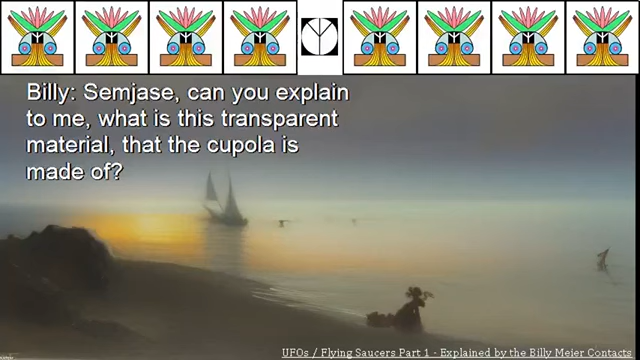 Billy: Semjase, can you explain
to me, what is this transparent
material, that the cupola is
made of?
UFOs / Flying Saucers Part 1 - Explained by the Billy Meier Contacts